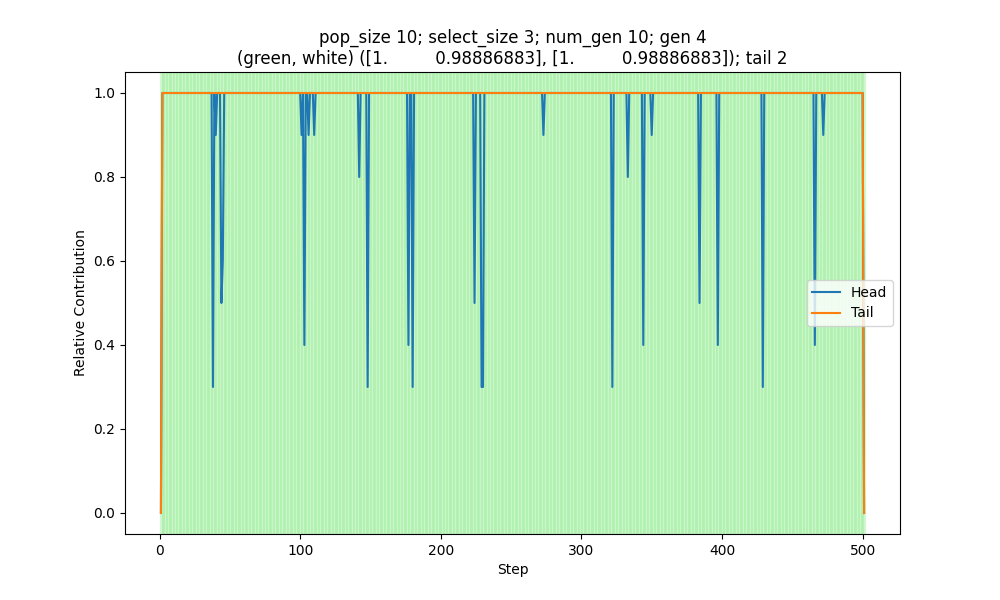 pop_size 10; select_size 3; num_gen 10; gen 4
(green, white) ([1.          0.98886883], [1.          0.98886883]); tail 2
1.0
0.8
0.6
0.4
0.2
0.0
Relative Contribution
Head
Tail
0 100 200 300 400 500
Step